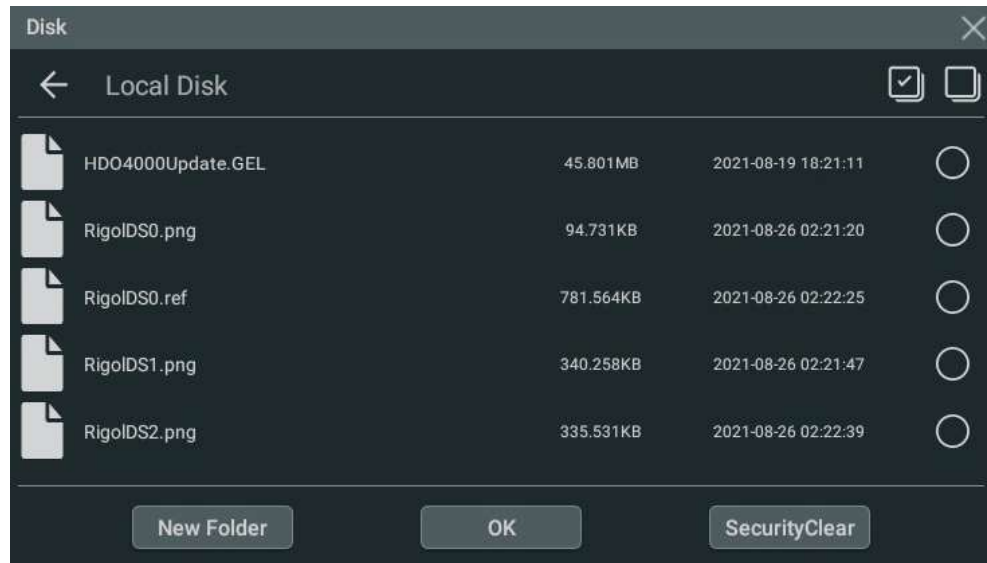 Disk
Local Disk
HDO4000Update.GEL 45.801MB 2021-08-19 18:21:11
RigolDS0.png 94.731KB 2021-08-26 02:21:20
RigolDS0.ref 781.564KB 2021-08-26 02:22:25
RigolDS1.png 340.258KB 2021-08-26 02:21:47
RigolDS2.png 335.531KB 2021-08-26 02:22:39
New Folder OK SecurityClear